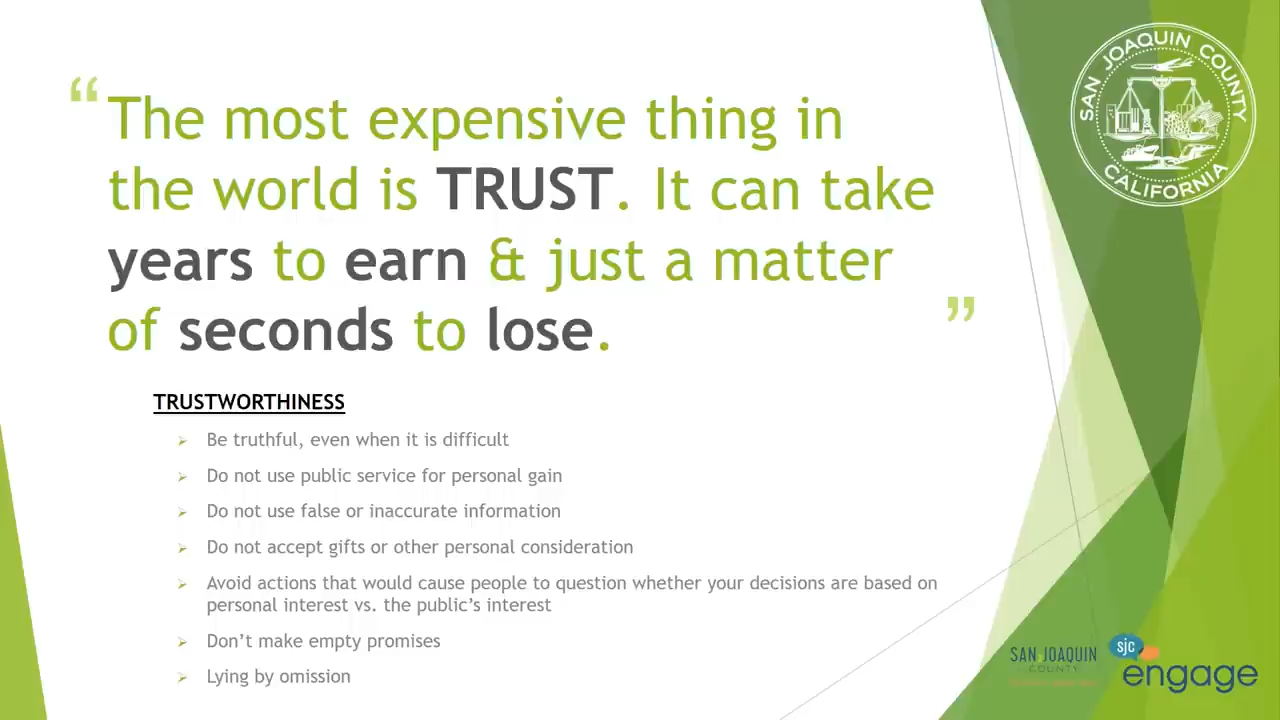 “The most expensive thing in
the world is TRUST. It can take
years to earn & just a matter
of seconds to lose. ”
TRUSTWORTHINESS
Be truthful, even when it is difficult
Do not use public service for personal gain
Do not use false or inaccurate information
Do not accept gifts or other personal consideration
Avoid actions that would cause people to question whether your decisions are based on
personal interest vs. the public’s interest
Don’t make empty promises
Lying by omission
SAN JOAQUIN COUNTY
CALIFORNIA
SAN JOAQUIN
COUNTY
sjc
engage